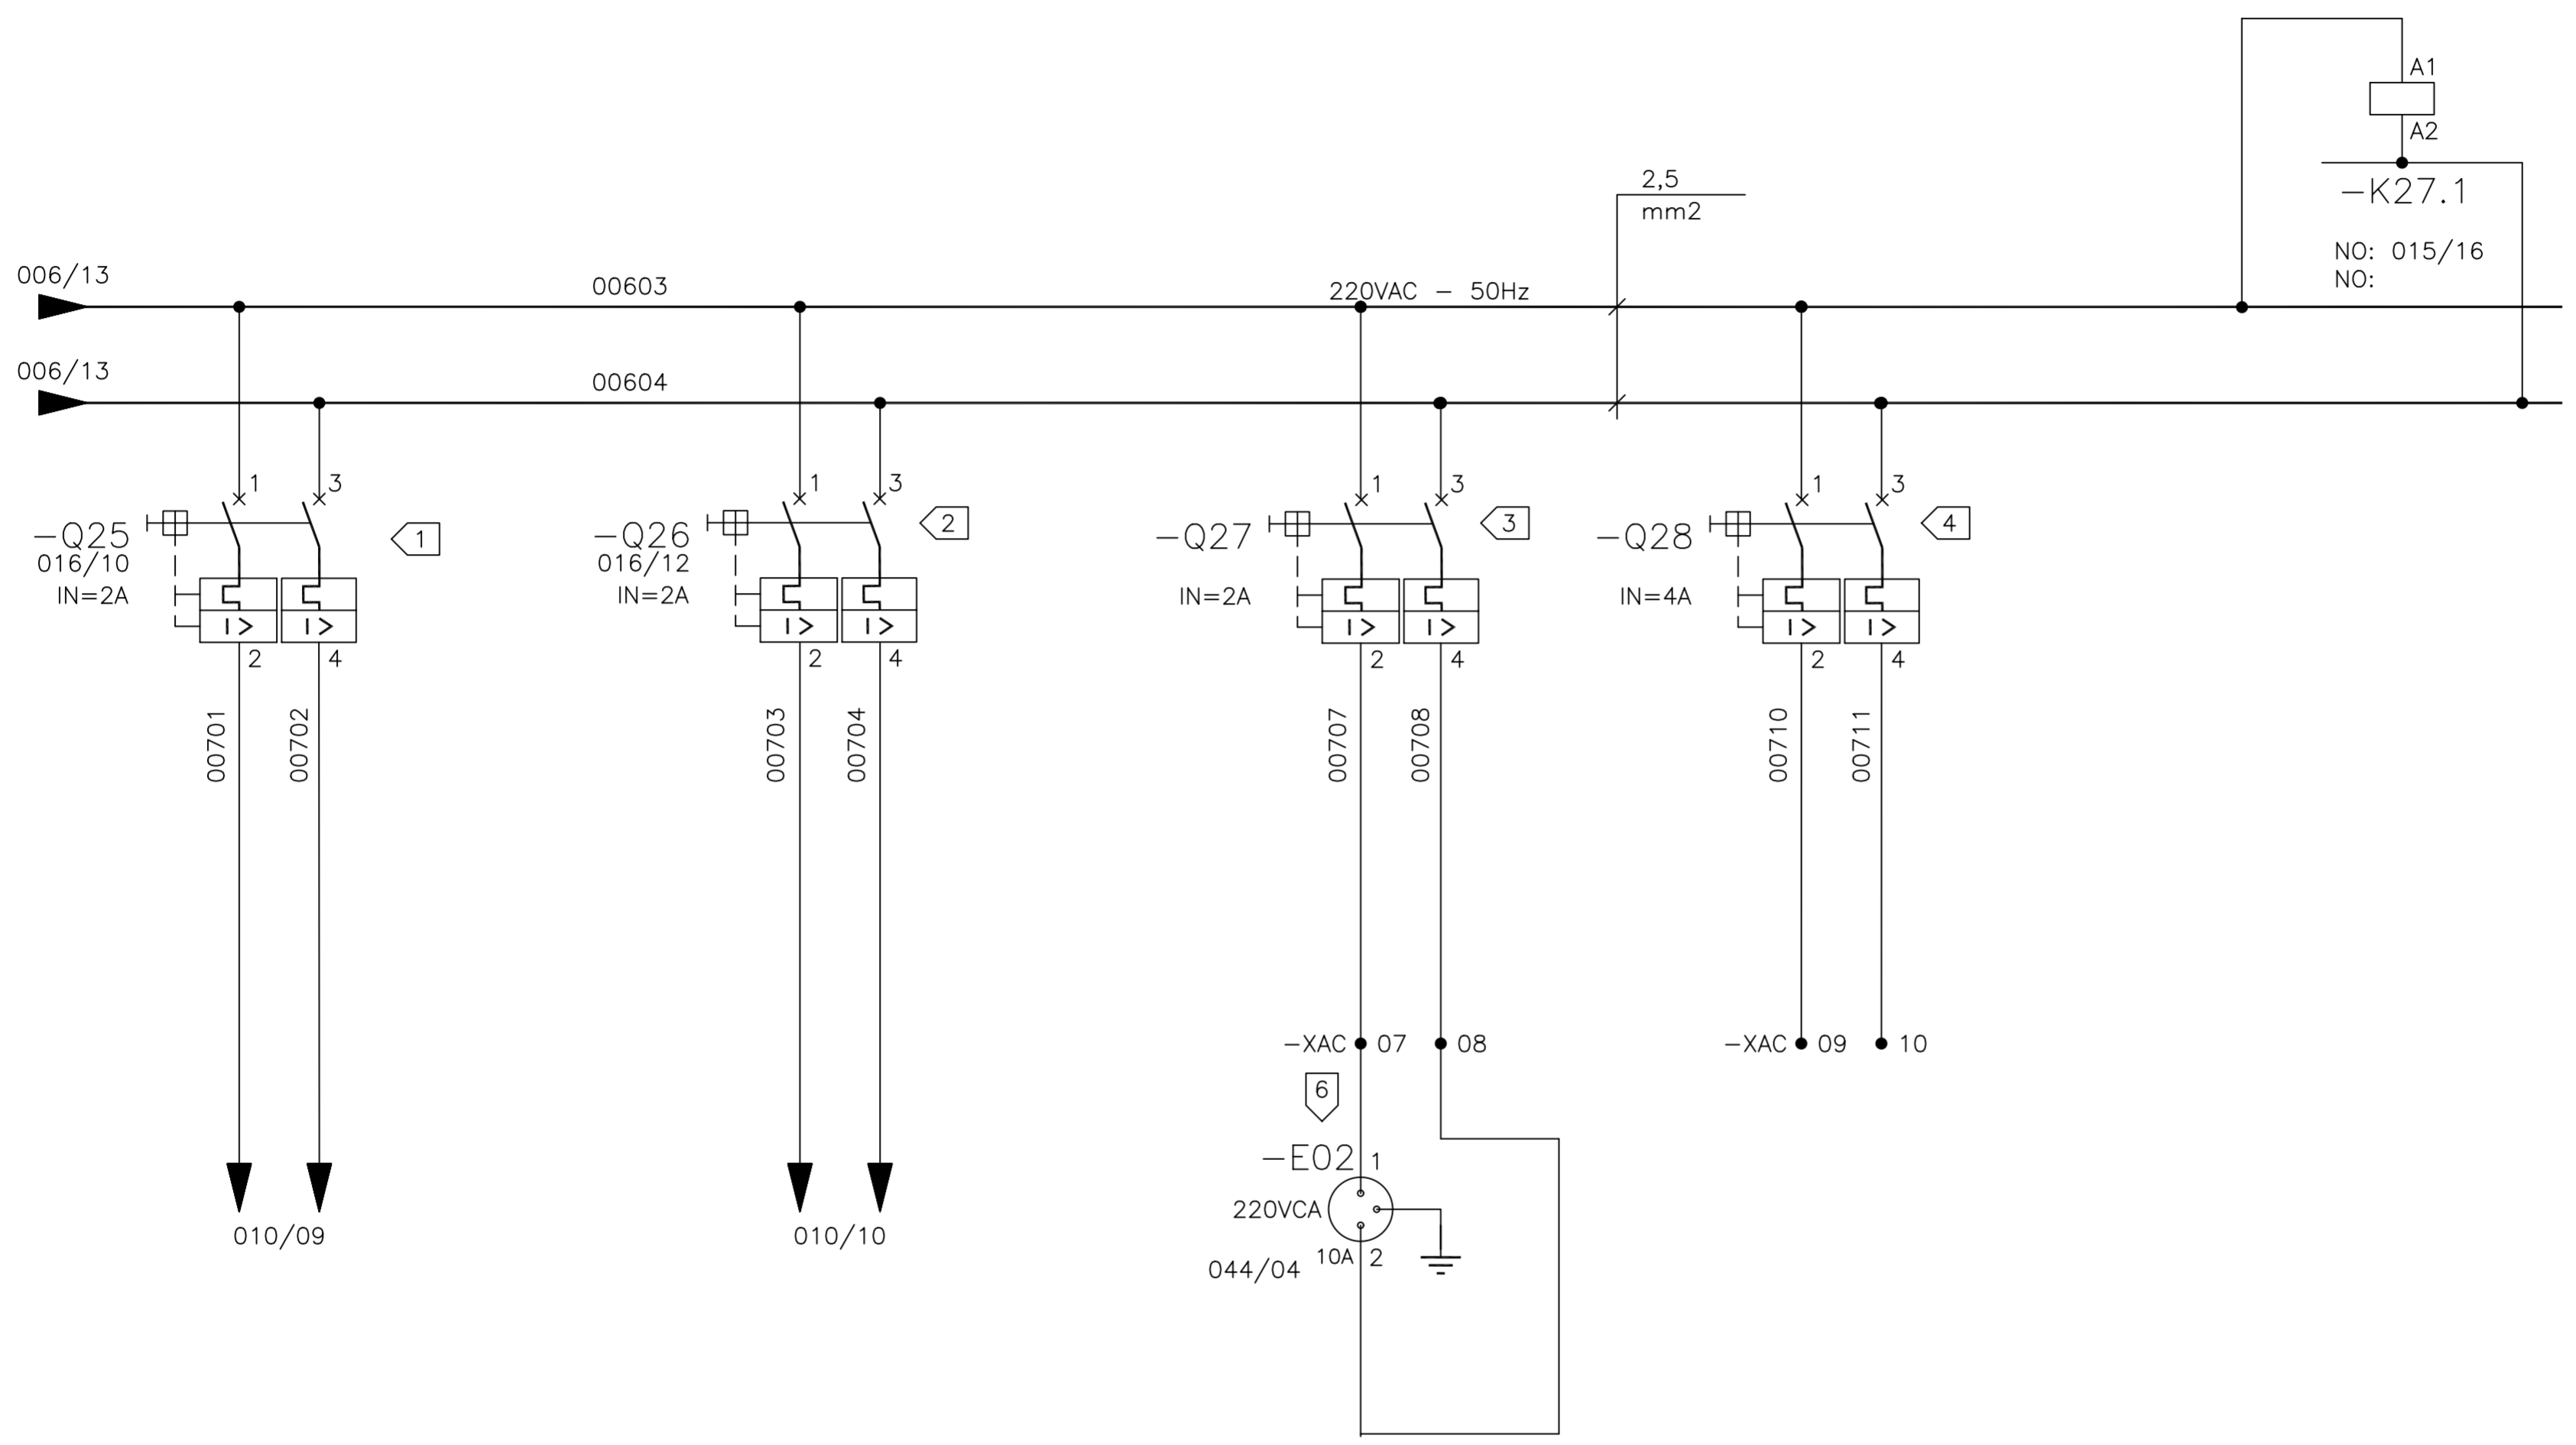 A1
A2
-K27.1
NO: 015/16
NO:
2,5
mm2
006/13
00603
220VAC - 50Hz
006/13
00604
1 3
-Q25
016/10
IN=2A
1
I> I>
2 4
00701 00702
010/09
1 3
-Q26
016/12
IN=2A
2
I> I>
2 4
00703 00704
010/10
1 3
-Q27
IN=2A
3
I> I>
2 4
00707 00708
-XAC 07 08
6
-E02 1
220VCA
10A 2
044/04
1 3
-Q28
IN=4A
4
I> I>
2 4
00710 00711
-XAC 09 10